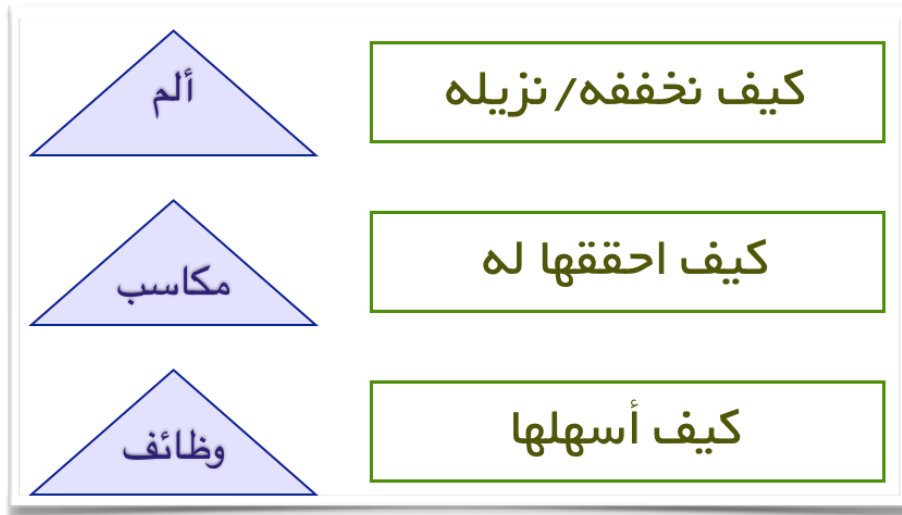 ألم
كيف نخففه/ نزيله
مكاسب
كيف احققها له
وظائف
كيف أسهلها